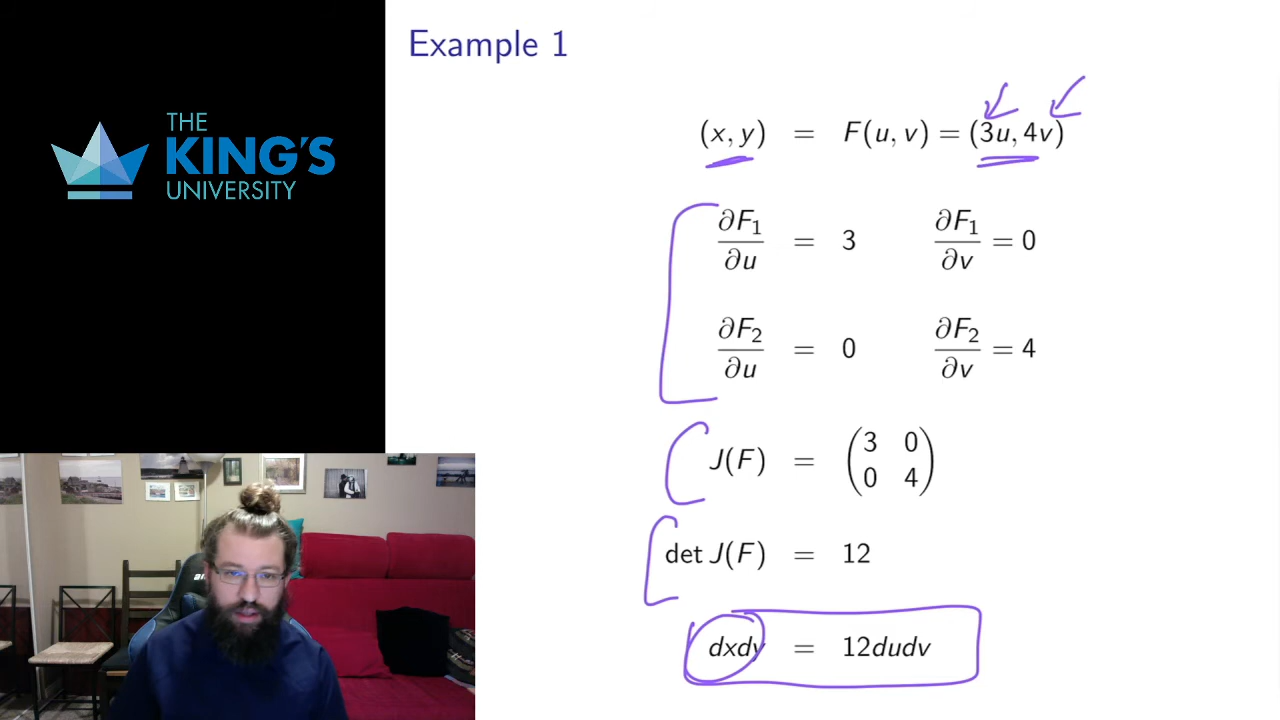 THE
KING'S
UNIVERSITY
Example 1
(x, y) = F(u, v) = (3u, 4v)
∂F₁/∂u = 3 ∂F₁/∂v = 0
∂F₂/∂u = 0 ∂F₂/∂v = 4
J(F) = (3 0
0 4)
det J(F) = 12
dxdy = 12dudv